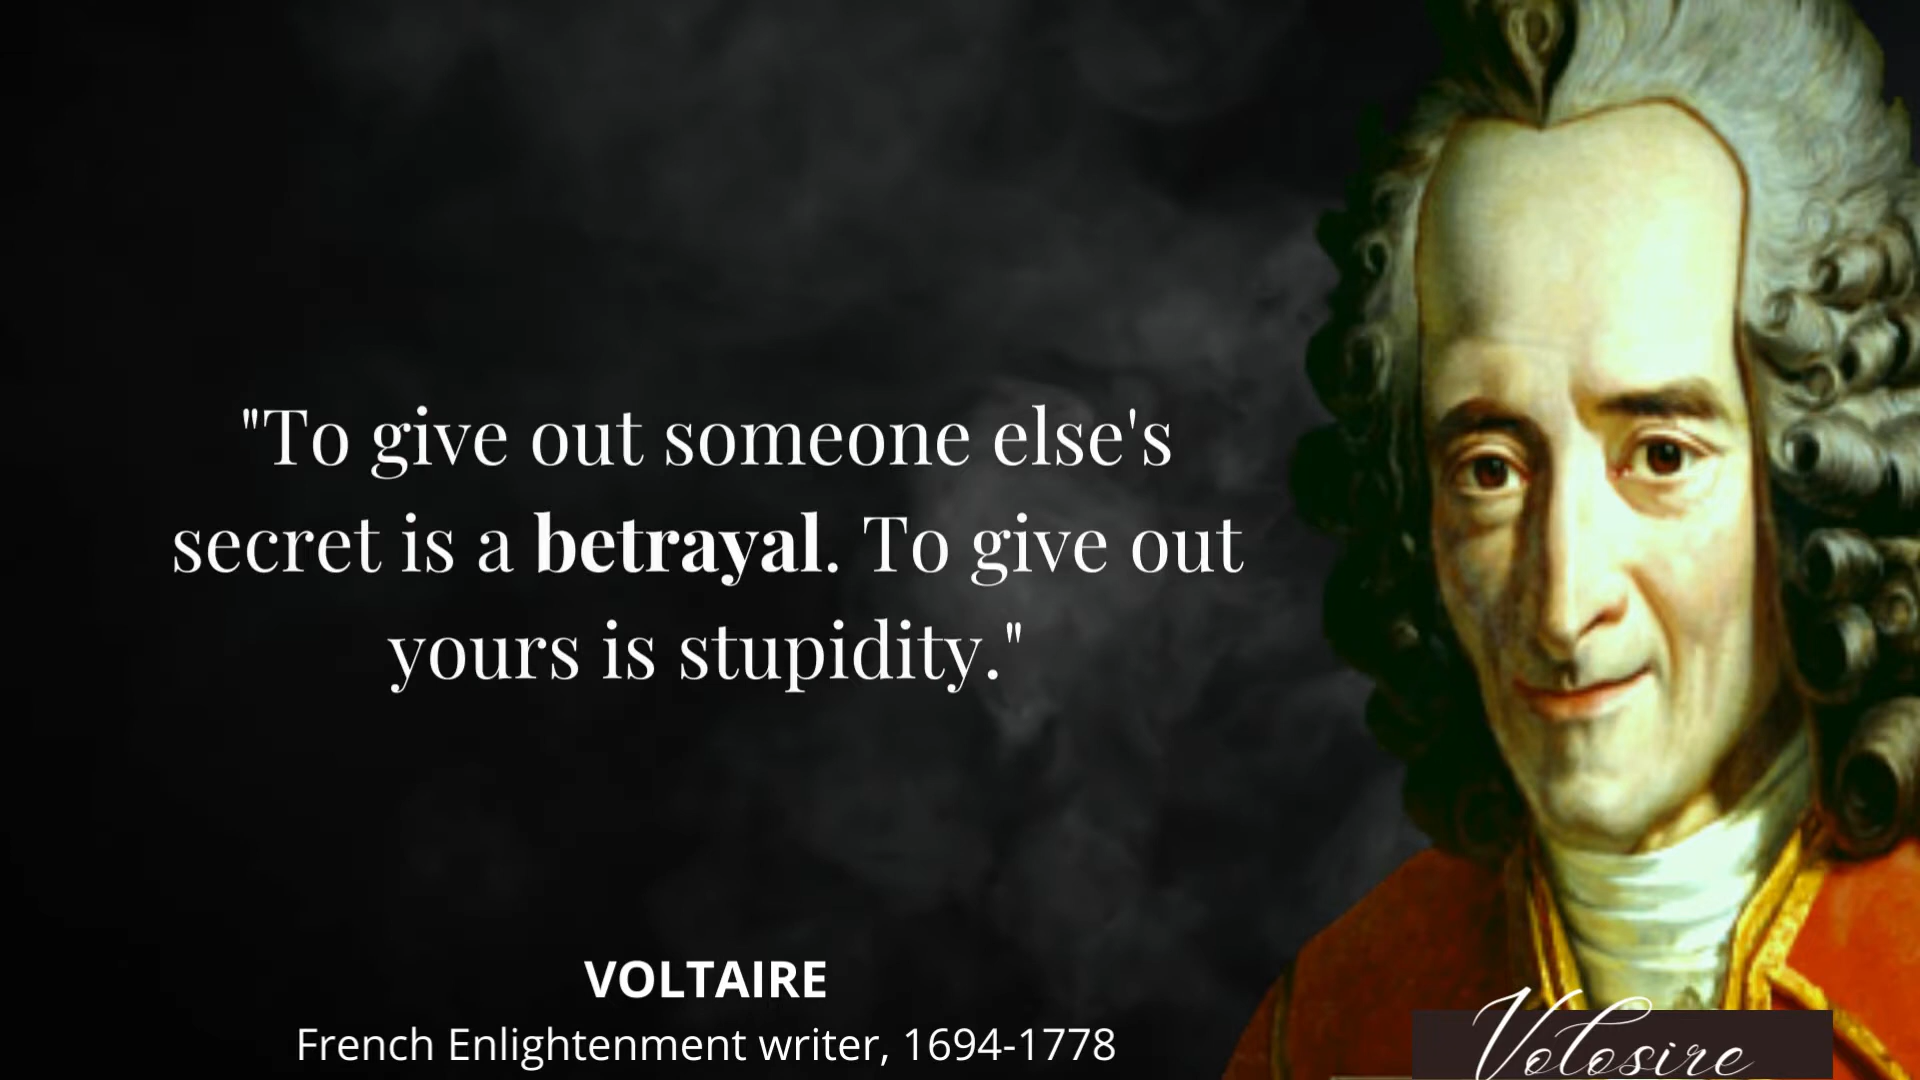 "To give out someone else's
secret is a betrayal. To give out
yours is stupidity."
VOLTAIRE
French Enlightenment writer, 1694-1778
Volosire